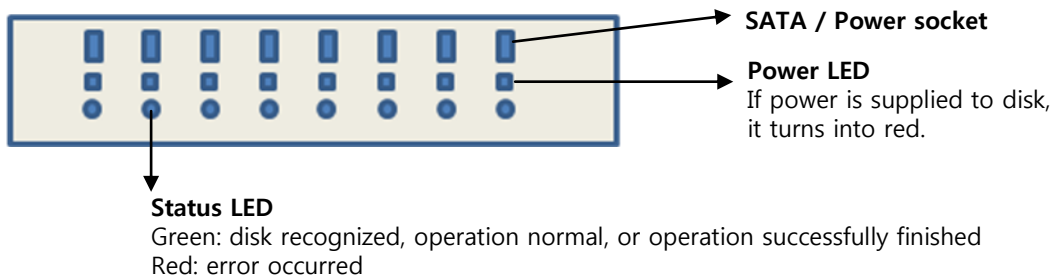 SATA / Power socket
Power LED
If power is supplied to disk,
it turns into red.
Status LED
Green: disk recognized, operation normal, or operation successfully finished
Red: error occurred